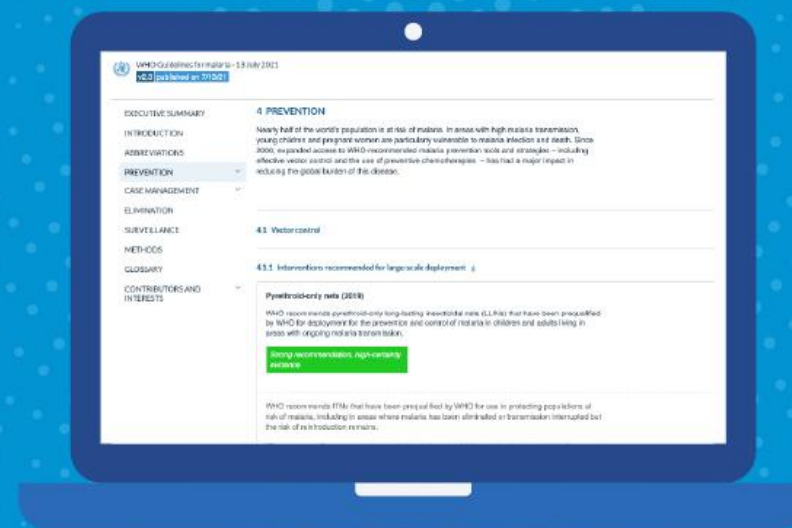 WHO Guidelines for malaria - 13 July 2021
v2.0 published on 7/13/21
EXECUTIVE SUMMARY
INTRODUCTION
ABBREVIATIONS
PREVENTION
CASE MANAGEMENT
ELIMINATION
SURVEILLANCE
METHODS
GLOSSARY
CONTRIBUTORS AND
INTERESTS
4 PREVENTION
Nearly half of the world's population is at risk of malaria. In areas with high malaria transmission,
young children and pregnant women are particularly vulnerable to malaria infection and death. Since
2000, expanded access to WHO-recommended malaria prevention tools and strategies – including
effective vector control and the use of preventive chemotherapies – has had a major impact in
reducing the global burden of this disease.
4.1 Vector control
4.1.1 Interventions recommended for large-scale deployment
Pyrethroid-only nets (2019)
WHO recommends pyrethroid-only long-lasting insecticidal nets (LLINs) that have been prequalified
by WHO for deployment for the prevention and control of malaria in children and adults living in
areas with ongoing malaria transmission.
Strong recommendation, high-certainty
evidence
WHO recommends ITNs that have been prequalified by WHO for use in protecting populations at
risk of malaria, including in areas where malaria has been eliminated or transmission interrupted but
the risk of reintroduction remains.